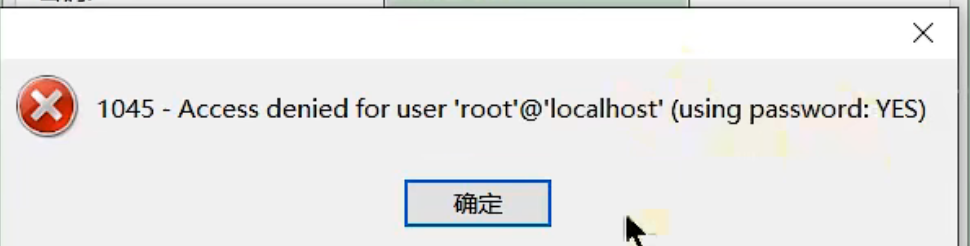 1045 - Access denied for user 'root'@'localhost' (using password: YES)
确定